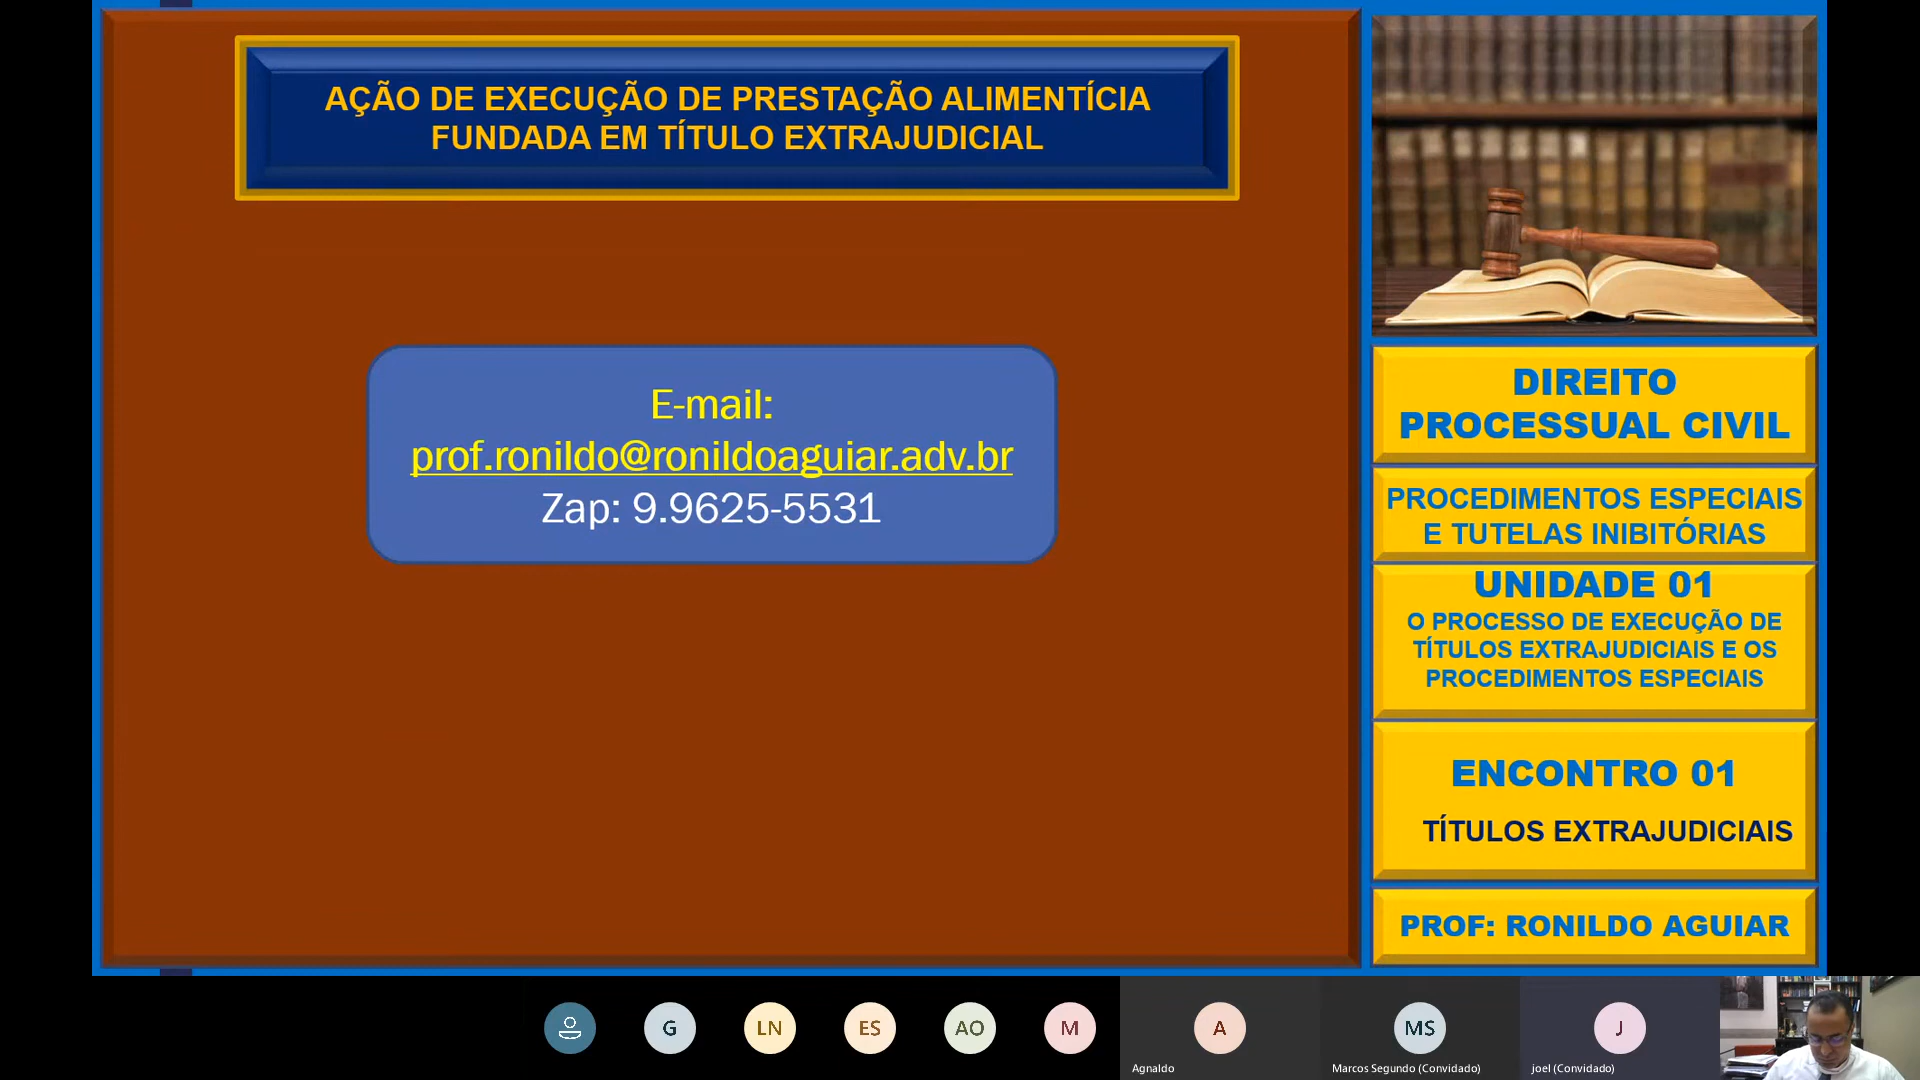 AÇÃO DE EXECUÇÃO DE PRESTAÇÃO ALIMENTÍCIA
FUNDADA EM TÍTULO EXTRAJUDICIAL
E-mail:
prof.ronildo@ronildoaguiar.adv.br
Zap: 9.9625-5531
DIREITO
PROCESSUAL CIVIL
PROCEDIMENTOS ESPECIAIS
E TUTELAS INIBITÓRIAS
UNIDADE 01
O PROCESSO DE EXECUÇÃO DE
TÍTULOS EXTRAJUDICIAIS E OS
PROCEDIMENTOS ESPECIAIS
ENCONTRO 01
TÍTULOS EXTRAJUDICIAIS
PROF: RONILDO AGUIAR
G
LN
ES
AO
M
A
MS
J
Agnaldo
Marcos Segundo (Convidado)
joel (Convidado)